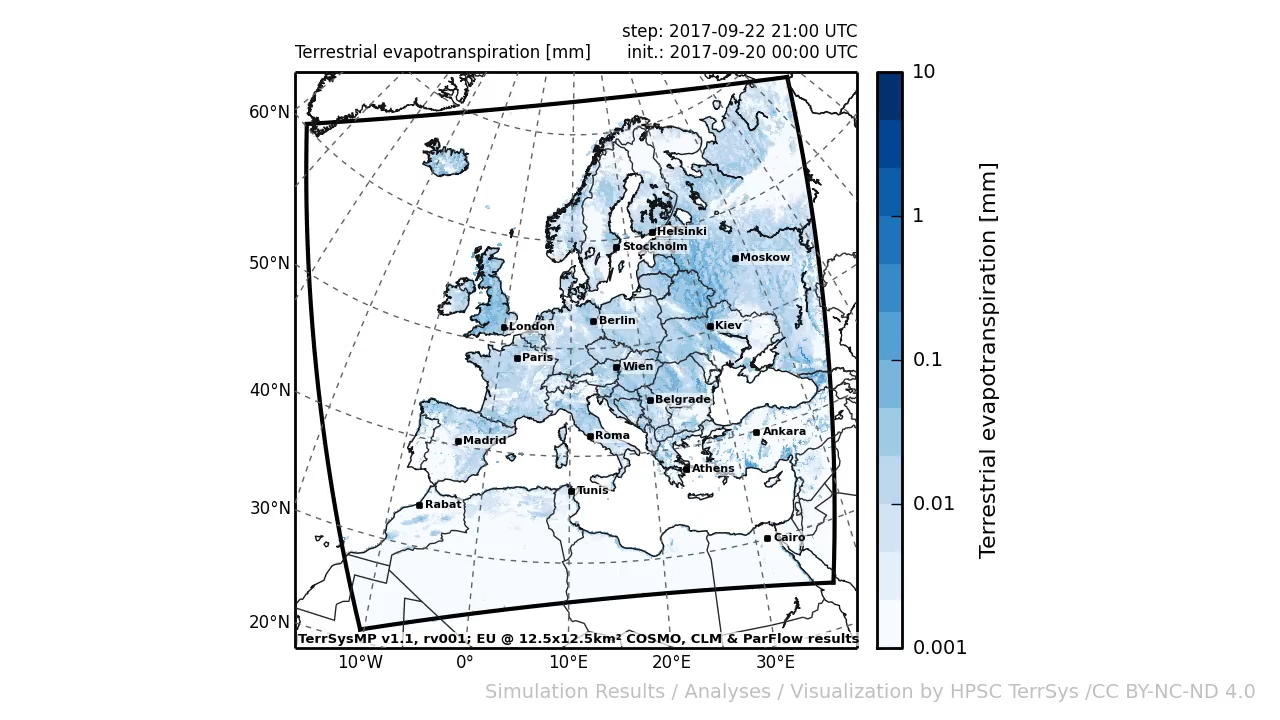 step: 2017-09-22 21:00 UTC
Terrestrial evapotranspiration [mm] init.: 2017-09-20 00:00 UTC
10
60°N
1
Helsinki
Stockholm
Moscow
50°N
London
Berlin
Kiev
Paris
0.1
Wien
40°N
Belgrade
Madrid
Roma
Ankara
Athens
Tunis
Rabat
0.01
30°N
Cairo
20°N
TerrSysMP v1.1, rv001; EU @ 12.5x12.5km² COSMO, CLM & ParFlow results
0.001
10°W 0° 10°E 20°E 30°E
Terrestrial evapotranspiration [mm]
Simulation Results / Analyses / Visualization by HPSC TerrSys /CC BY-NC-ND 4.0